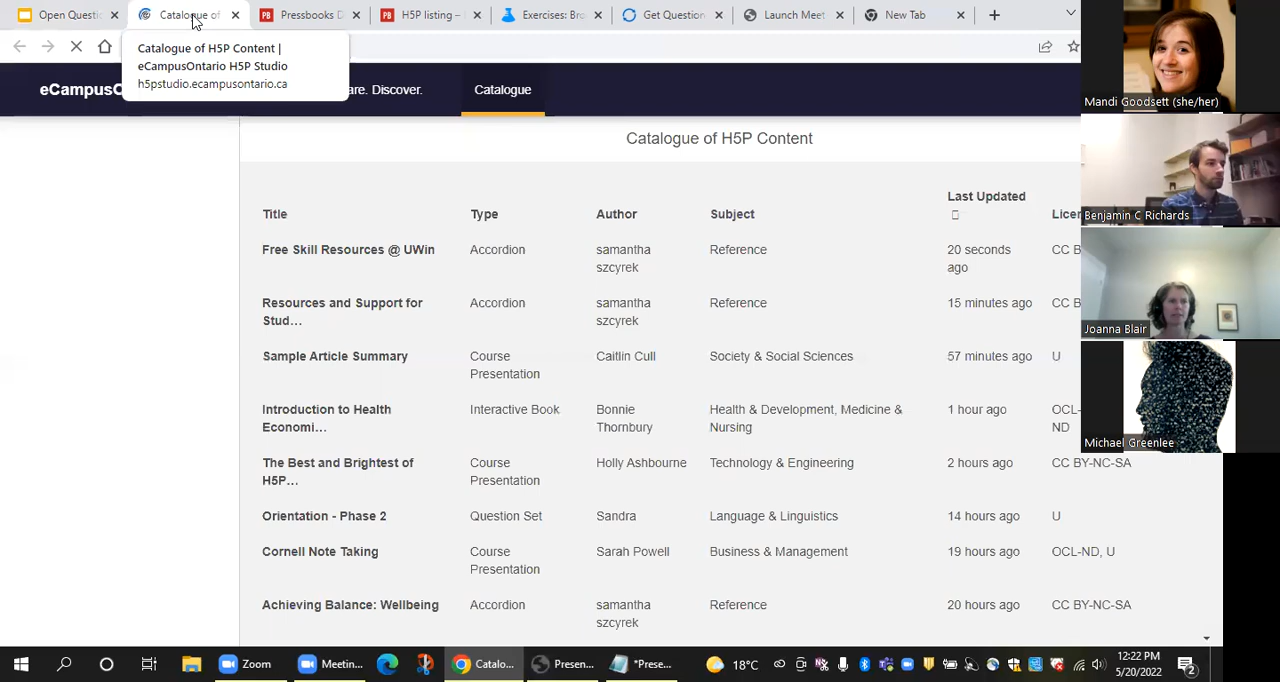 Open Questi
Catalogue of
Pressbooks D
H5P listing –
Exercises: Bro
Get Question
Launch Meet
New Tab
Catalogue of H5P Content |
eCampusOntario H5P Studio
h5pstudio.ecampusontario.ca
eCampusO
are. Discover.
Catalogue
Catalogue of H5P Content
Title Type Author Subject Last Updated Licen
Free Skill Resources @ UWin Accordion samantha szcyrek Reference 20 seconds ago CC B
Resources and Support for Stud… Accordion samantha szcyrek Reference 15 minutes ago CC B
Sample Article Summary Course Presentation Caitlin Cull Society & Social Sciences 57 minutes ago U
Introduction to Health Economi… Interactive Book Bonnie Thornbury Health & Development, Medicine & Nursing 1 hour ago OCL-ND
The Best and Brightest of H5P… Course Presentation Holly Ashbourne Technology & Engineering 2 hours ago CC BY-NC-SA
Orientation - Phase 2 Question Set Sandra Language & Linguistics 14 hours ago U
Cornell Note Taking Course Presentation Sarah Powell Business & Management 19 hours ago OCL-ND, U
Achieving Balance: Wellbeing Accordion samantha szcyrek Reference 20 hours ago CC BY-NC-SA
Mandi Goodsett (she/her)
Benjamin C Richards
Joanna Blair
Michael Greenlee
Zoom
Meetin...
Catalo...
Presen...
*Prese...
18°C
12:22 PM
5/20/2022
2